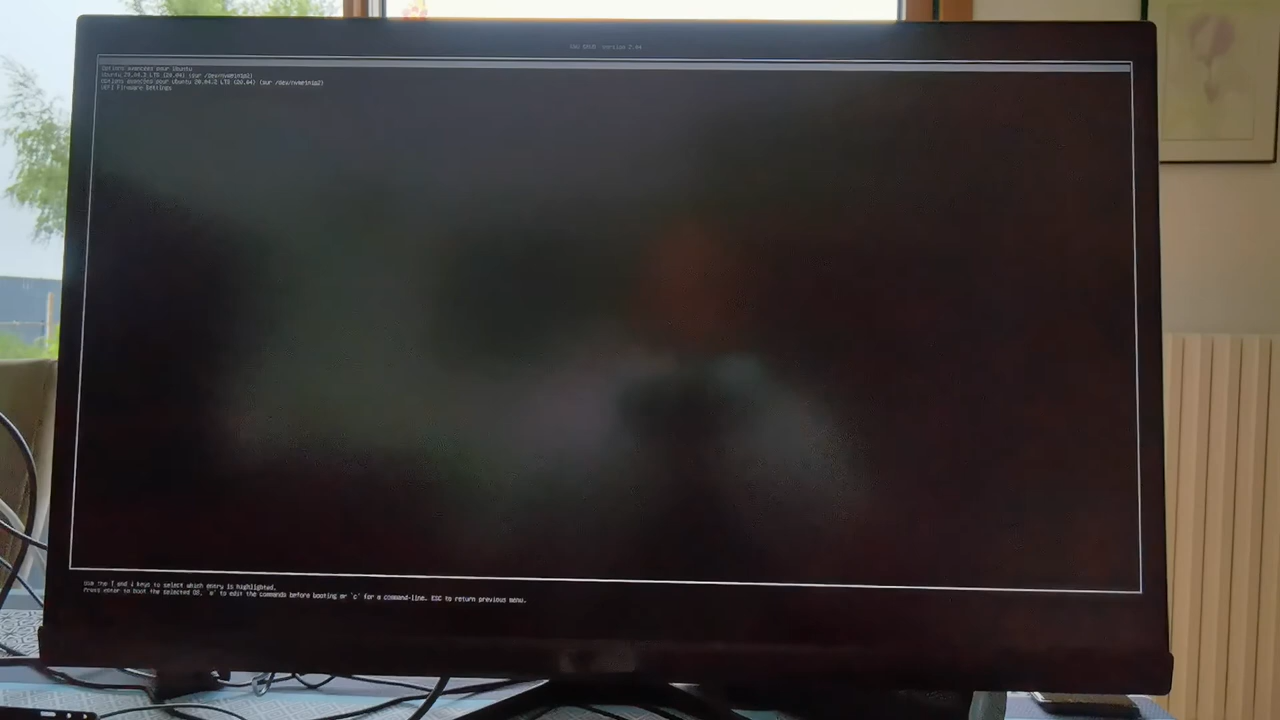 GNU GRUB version 2.04
Options avancées pour Ubuntu
Ubuntu 20.04.2 LTS (20.04) (sur /dev/nvme1n1p2)
Options avancées pour Ubuntu 20.04.2 LTS (20.04) (sur /dev/nvme1n1p2)
UEFI Firmware Settings
Use the ↑ and ↓ keys to select which entry is highlighted.
Press enter to boot the selected OS, `e' to edit the commands before booting or `c' for a command-line. ESC to return previous menu.